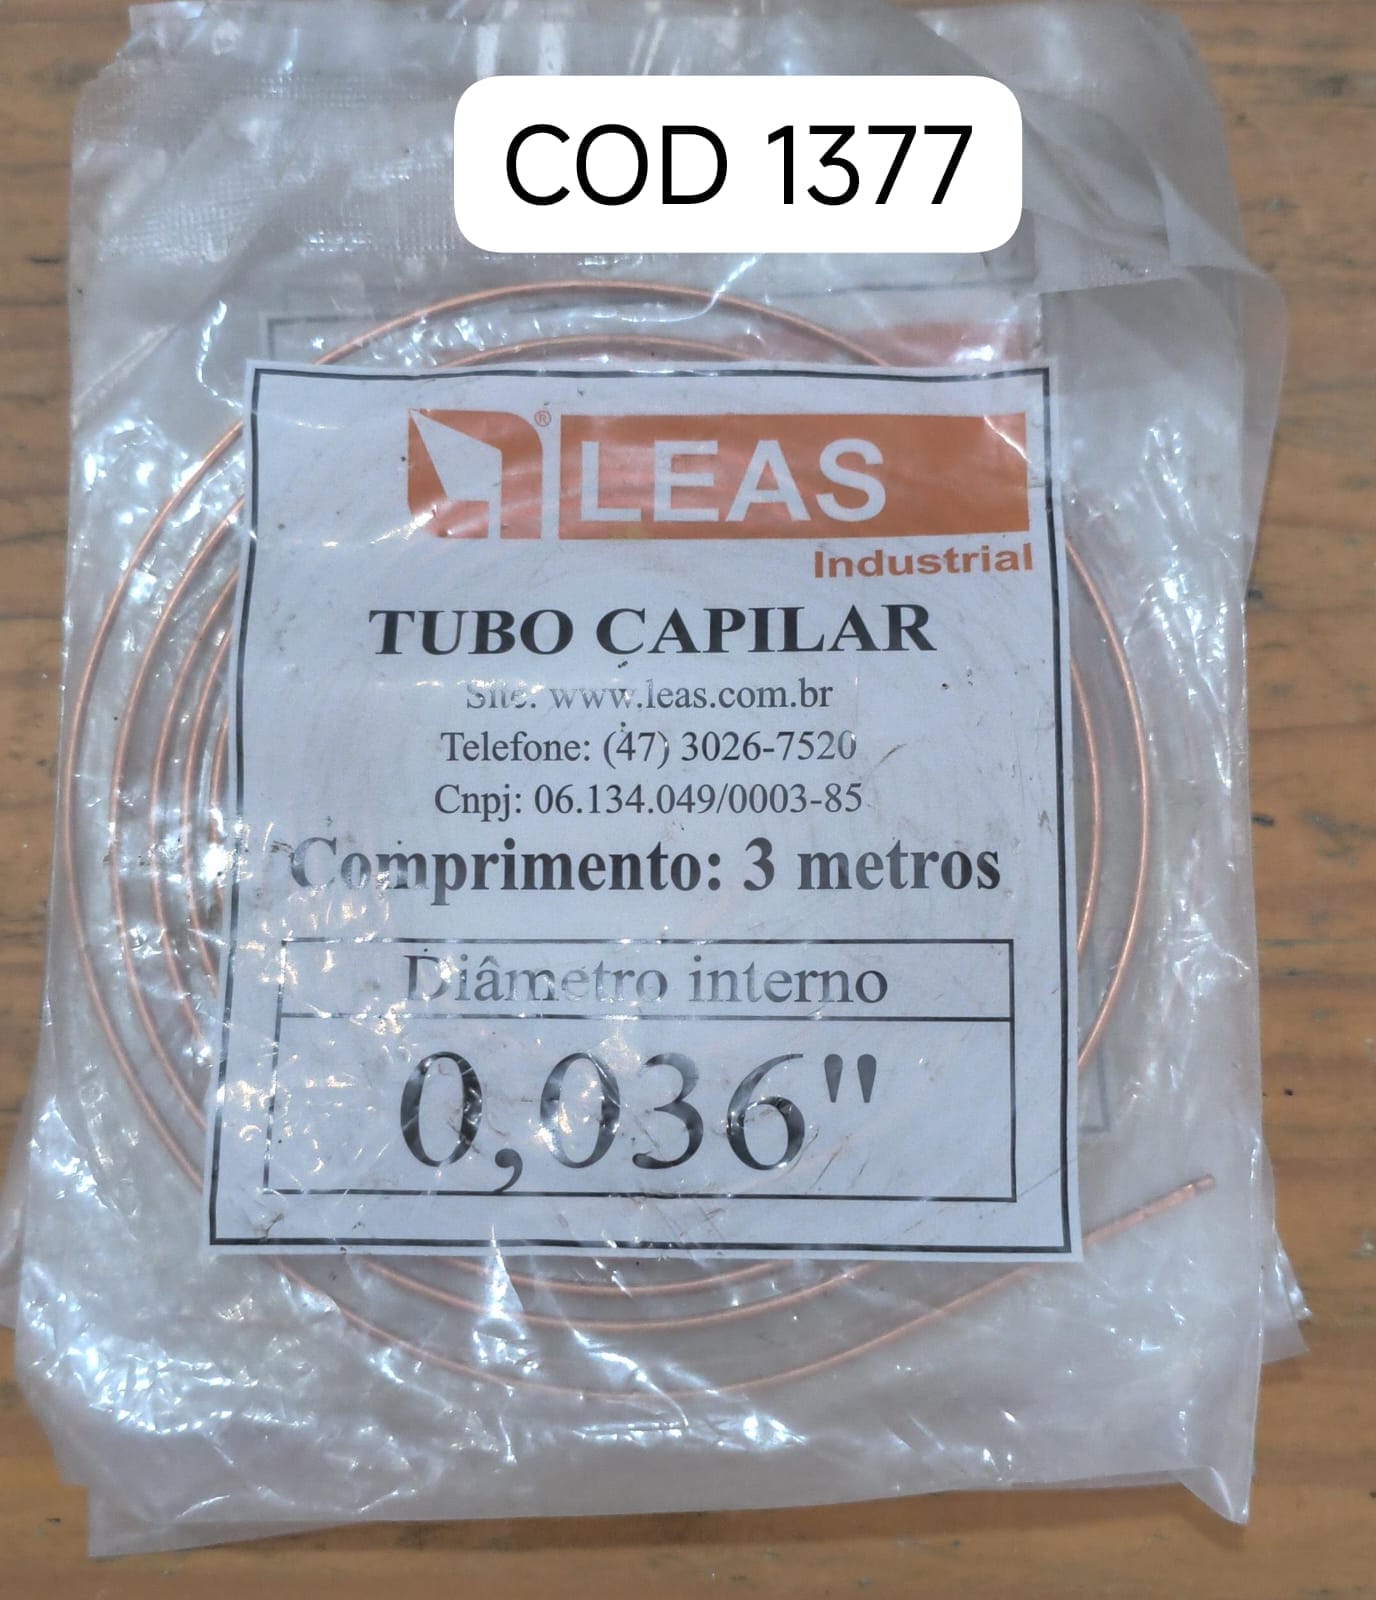 COD 1377
LEAS
Industrial
TUBO CAPILAR
Site: www.leas.com.br
Telefone: (47) 3026-7520
Cnpj: 06.134.049/0003-85
Comprimento: 3 metros
Diâmetro interno
0,036"